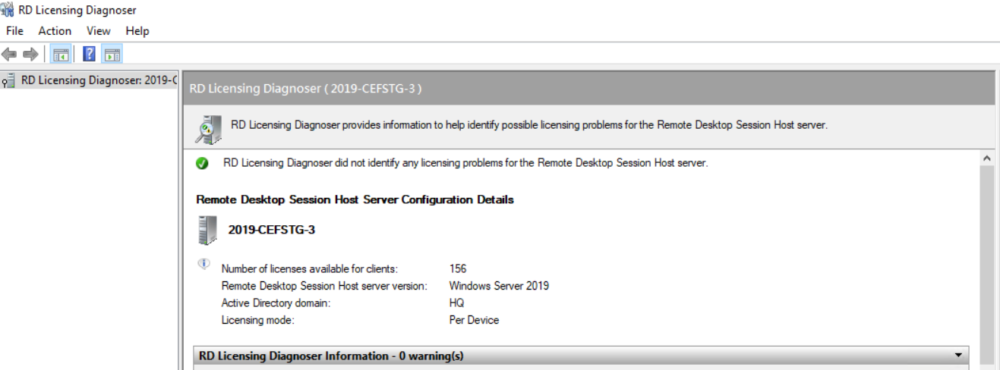 RD Licensing Diagnoser
File Action View Help
RD Licensing Diagnoser: 2019-C
RD Licensing Diagnoser ( 2019-CEFSTG-3 )
RD Licensing Diagnoser provides information to help identify possible licensing problems for the Remote Desktop Session Host server.
RD Licensing Diagnoser did not identify any licensing problems for the Remote Desktop Session Host server.
Remote Desktop Session Host Server Configuration Details
2019-CEFSTG-3
Number of licenses available for clients: 156
Remote Desktop Session Host server version: Windows Server 2019
Active Directory domain: HQ
Licensing mode: Per Device
RD Licensing Diagnoser Information - 0 warning(s)